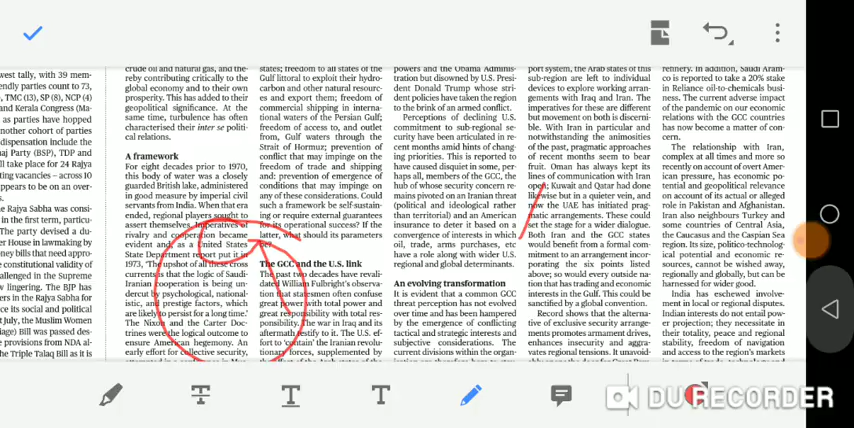 west tally, with 39 mem-
endly parties count to 73,
, TMC (13), SP (8), NCP (4)
and Kerala Congress (Ma-
as parties have hopped
nother cohort of parties
dispensation include the
naj Party (BSP), TDP and
ll take place for 24 Rajya
ting vacancies – across 10
ppears to be on an over-
s.
he Rajya Sabha was consi-
in the first term, particu-
The party devised a du-
er House in lawmaking by
ney bills that need appro-
e constitutional validity of
allenged in the Supreme
w lingering. The BJP has
ers in the Rajya Sabha for
nce its social and political
st July, the Muslim Women
riage) Bill was passed des-
e provisions from NDA al-
he Triple Talaq Bill as it is
crude oil and natural gas, and the-
reby contributing critically to the
global economy and to their own
prosperity. This has added to their
geopolitical significance. At the
same time, turbulence has often
characterised their inter se politi-
cal relations.
A framework
For eight decades prior to 1970,
this body of water was a closely
guarded British lake, administered
in good measure by imperial civil
servants from India. When that era
ended, regional players sought to
assert themselves. Imperatives of
rivalry and cooperation became
evident and, as a United States
State Department report put it in
1973, 'The upshot of all these cross
currents is that the logic of Saudi-
Iranian cooperation is being un-
dercut by psychological, national-
istic, and prestige factors, which
are likely to persist for a long time.'
The Nixon and the Carter Doc-
trines were the logical outcome to
ensure American hegemony. An
early effort for collective security,
states; freedom to all states of the
Gulf littoral to exploit their hydro-
carbon and other natural resourc-
es and export them; freedom of
commercial shipping in interna-
tional waters of the Persian Gulf;
freedom of access to, and outlet
from, Gulf waters through the
Strait of Hormuz; prevention of
conflict that may impinge on the
freedom of trade and shipping
and: prevention of emergence of
conditions that may impinge on
any of these considerations. Could
such a framework be self-sustain-
ing or require external guarantees
for its operational success? If the
latter, what should its parameters
be?
The GCC and the U.S. link
The past two decades have revali-
dated William Fulbright's observa-
tion that statesmen often confuse
great power with total power and
great responsibility with total res-
ponsibility. The war in Iraq and its
aftermath testify to it. The U.S. ef-
fort to 'contain' the Iranian revolu-
tionary forces, supplemented by
powers and the Obama Adminis-
tration but disowned by U.S. Presi-
dent Donald Trump whose stri-
dent policies have taken the region
to the brink of an armed conflict.
Perceptions of declining U.S.
commitment to sub-regional secu-
rity have been articulated in re-
cent months amid hints of chang-
ing priorities. This is reported to
have caused disquiet in some, per-
haps all, members of the GCC, the
hub of whose security concern re-
mains pivoted on an Iranian threat
(political and ideological rather
than territorial) and an American
insurance to deter it based on a
convergence of interests in which
oil, trade, arms purchases, etc
have a role along with wider U.S.
regional and global determinants.
An evolving transformation
It is evident that a common GCC
threat perception has not evolved
over time and has been hampered
by the emergence of conflicting
tactical and strategic interests and
subjective considerations. The
current divisions within the organ-
port system, the Arab states of this
sub-region are left to individual
devices to explore working arran-
gements with Iraq and Iran. The
imperatives for these are different
but movement on both is discerni-
ble. With Iran in particular and
notwithstanding the animosities
of the past, pragmatic approaches
of recent months seem to bear
fruit. Oman has always kept its
lines of communication with Iran
open; Kuwait and Qatar had done
likewise but in a quieter vein, and
now the UAE has initiated prag-
matic arrangements. These could
set the stage for a wider dialogue.
Both Iran and the GCC states
would benefit from a formal com-
mitment to an arrangement incor-
porating the six points listed
above; so would every outside na-
tion that has trading and economic
interests in the Gulf. This could be
sanctified by a global convention.
Record shows that the alterna-
tive of exclusive security arrange-
ments promotes armament drives,
enhances insecurity and aggra-
vates regional tensions. It unavoid-
refinery. In addition, Saudi Aram-
co is reported to take a 20% stake
in Reliance oil-to-chemicals busi-
ness. The current adverse impact
of the pandemic on our economic
relations with the GCC countries
has now become a matter of con-
cern.
The relationship with Iran,
complex at all times and more so
recently on account of overt Amer-
ican pressure, has economic po-
tential and geopolitical relevance
on account of its actual or alleged
role in Pakistan and Afghanistan.
Iran also neighbours Turkey and
some countries of Central Asia,
the Caucasus and the Caspian Sea
region. Its size, politico-technolog-
ical potential and economic re-
sources, cannot be wished away,
regionally and globally, but can be
harnessed for wider good.
India has eschewed involvement
in local or regional disputes.
Indian interests do not entail pow-
er projection; they necessitate in
their totality, peace and regional
stability, freedom of navigation
and access to the region's markets
DU RECORDER